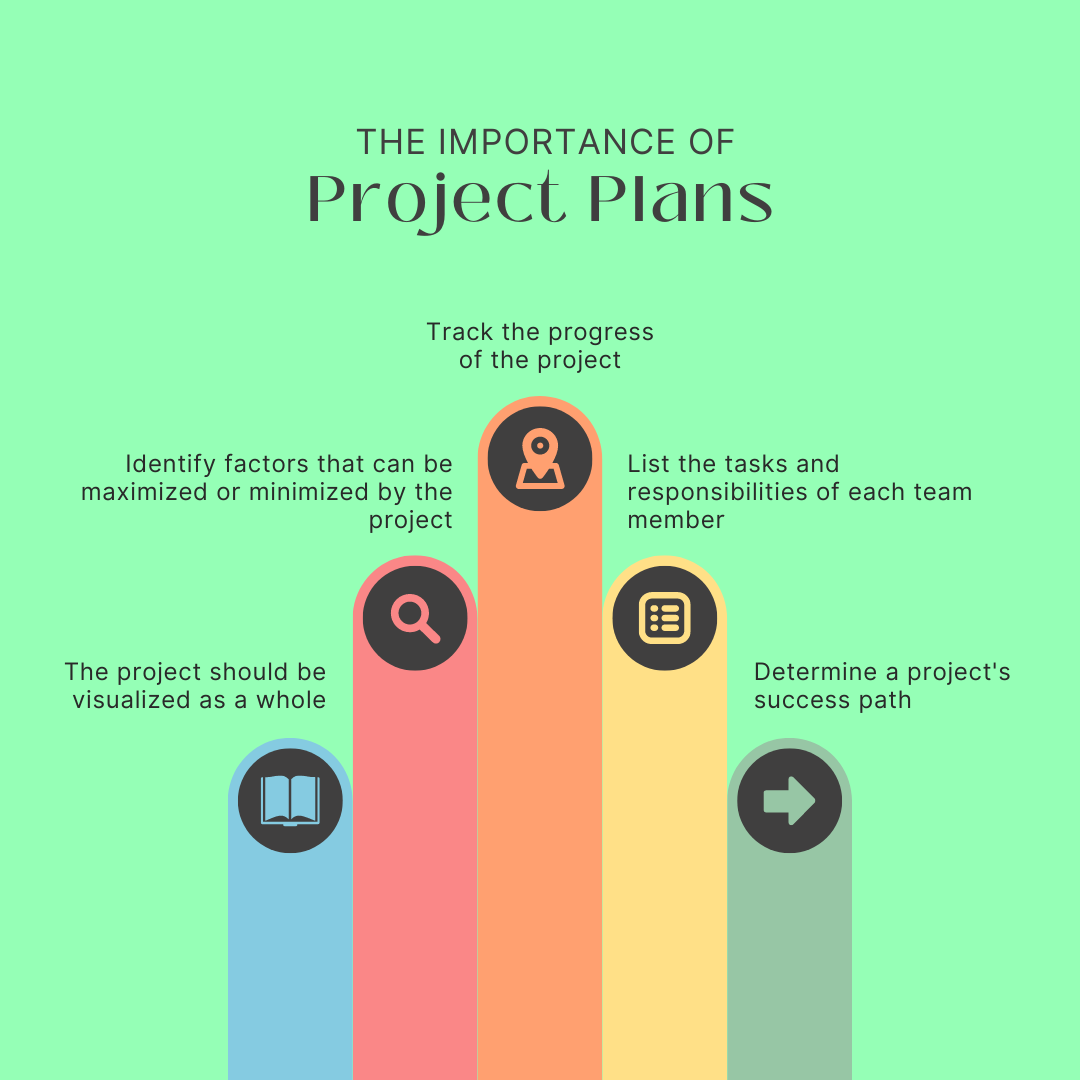 THE IMPORTANCE OF
Project Plans
Track the progress
of the project
Identify factors that can be
maximized or minimized by the
project
List the tasks and
responsibilities of each team
member
The project should be
visualized as a whole
Determine a project's
success path